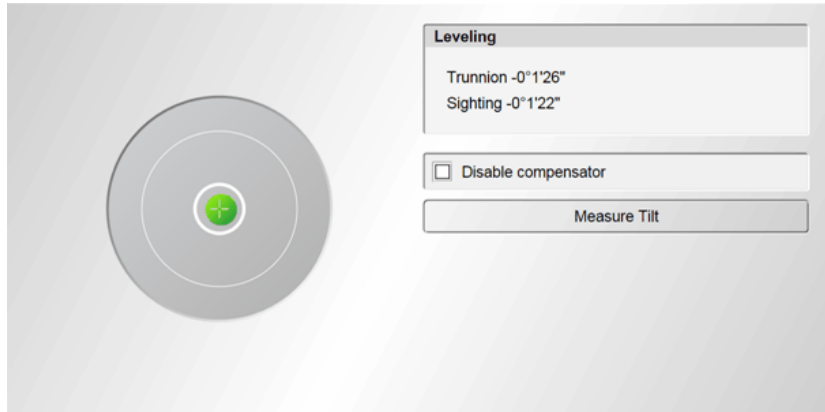 Leveling
Trunnion -0°1'26"
Sighting -0°1'22"
Disable compensator
Measure Tilt